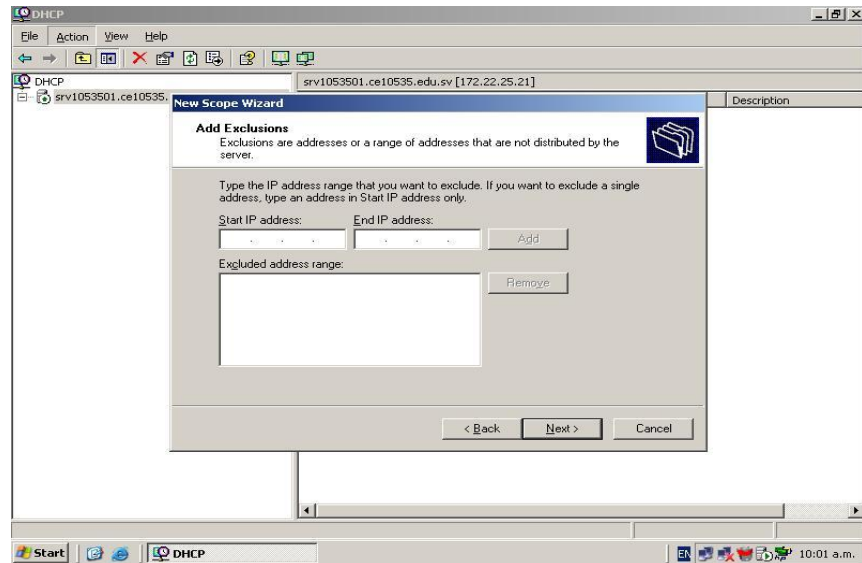 DHCP
File Action View Help
DHCP
srv1053501.ce10535.
srv1053501.ce10535.edu.sv [172.22.25.21]
Description
New Scope Wizard
Add Exclusions
Exclusions are addresses or a range of addresses that are not distributed by the
server.
Type the IP address range that you want to exclude. If you want to exclude a single
address, type an address in Start IP address only.
Start IP address: End IP address:
Add
Excluded address range:
Remove
< Back Next > Cancel
Start DHCP EN 10:01 a.m.